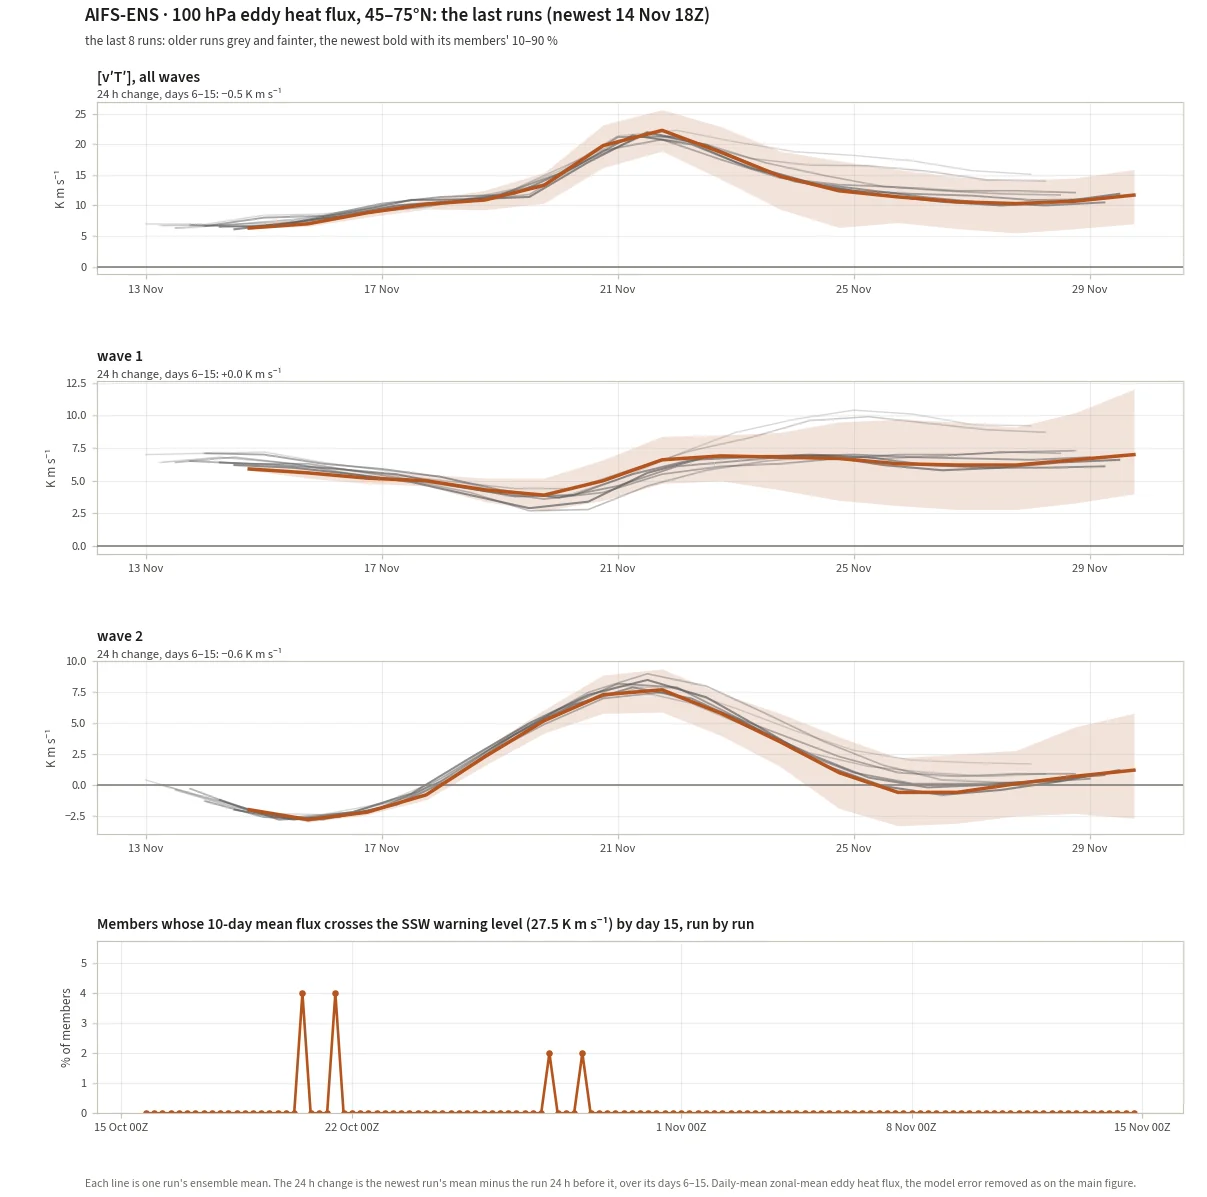 AIFS-ENS · 100 hPa eddy heat flux, 45–75°N: the last runs (newest 14 Nov 18Z)
the last 8 runs: older runs grey and fainter, the newest bold with its members' 10–90 %
[v′T′], all waves
24 h change, days 6–15: −0.5 K m s⁻¹
25
20
15
10
5
0
K m s⁻¹
13 Nov 17 Nov 21 Nov 25 Nov 29 Nov
wave 1
24 h change, days 6–15: +0.0 K m s⁻¹
12.5
10.0
7.5
5.0
2.5
0.0
K m s⁻¹
13 Nov 17 Nov 21 Nov 25 Nov 29 Nov
wave 2
24 h change, days 6–15: −0.6 K m s⁻¹
10.0
7.5
5.0
2.5
0.0
−2.5
K m s⁻¹
13 Nov 17 Nov 21 Nov 25 Nov 29 Nov
Members whose 10-day mean flux crosses the SSW warning level (27.5 K m s⁻¹) by day 15, run by run
5
4
3
2
1
0
% of members
15 Oct 00Z 22 Oct 00Z 1 Nov 00Z 8 Nov 00Z 15 Nov 00Z
Each line is one run's ensemble mean. The 24 h change is the newest run's mean minus the run 24 h before it, over its days 6–15. Daily-mean zonal-mean eddy heat flux, the model error removed as on the main figure.